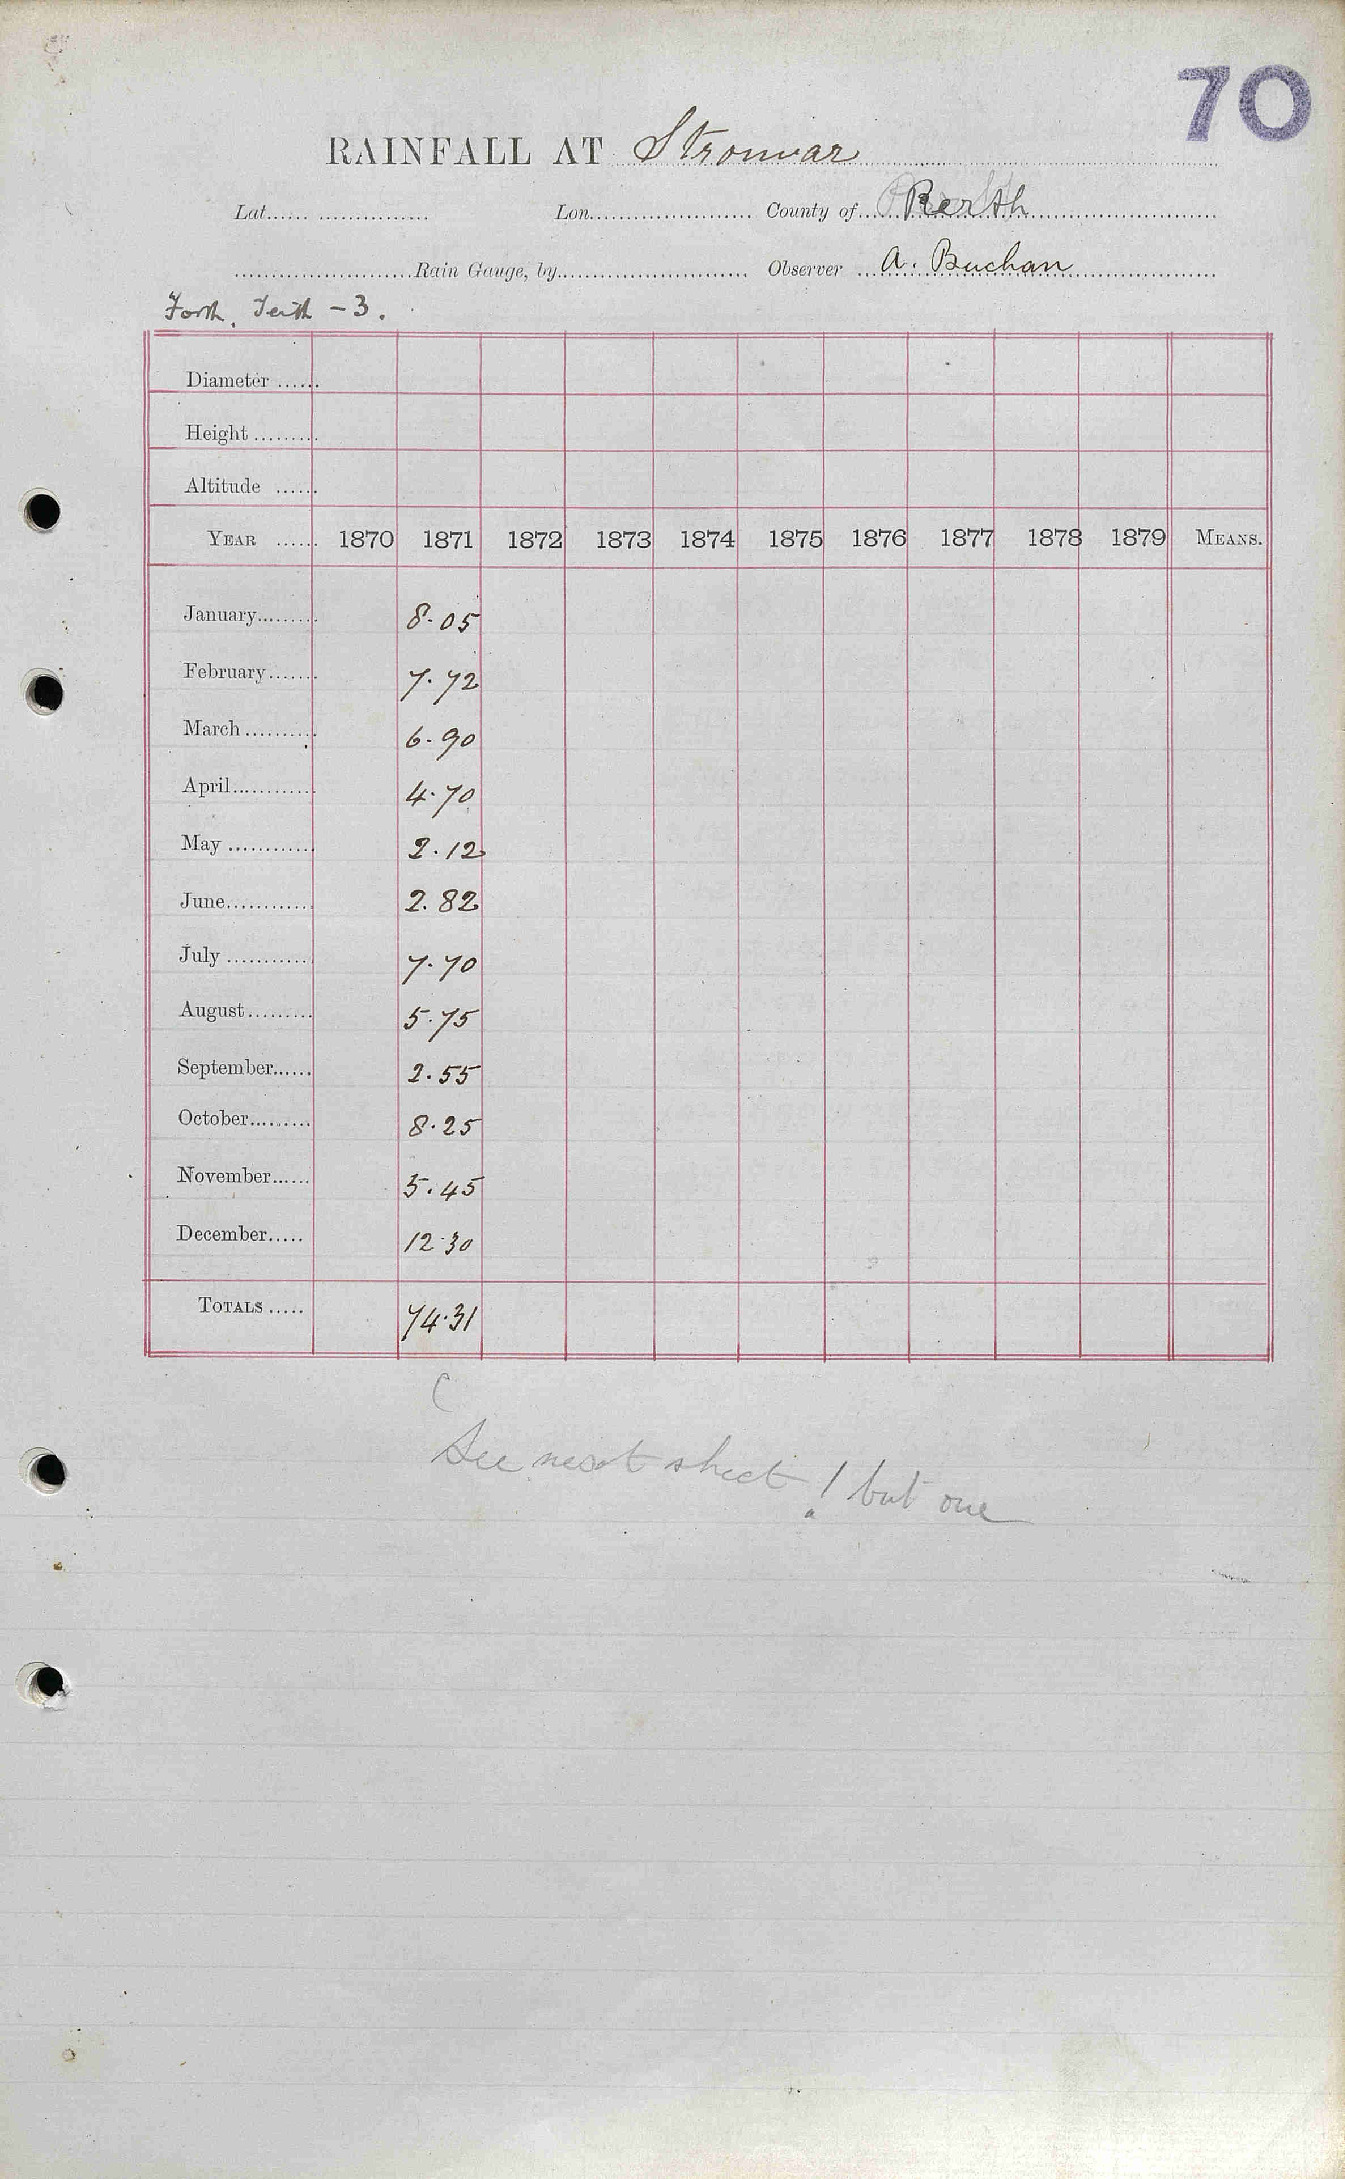 70
RAINFALL AT Stronvar
Lat............ Lon............ County of Perth
............Rain Gauge, by............ Observer A. Buchan
Forth, Teith - 3.
Diameter ......
Height .........
Altitude ......
YEAR ...... 1870 1871 1872 1873 1874 1875 1876 1877 1878 1879 MEANS.
January......... 8.05
February....... 7.72
March .......... 6.90
April............ 4.70
May ............ 2.12
June............ 2.82
July ........... 7.70
August......... 5.75
September...... 2.55
October......... 8.25
November...... 5.45
December..... 12.30
TOTALS ..... 74.31
See next sheet ! but one